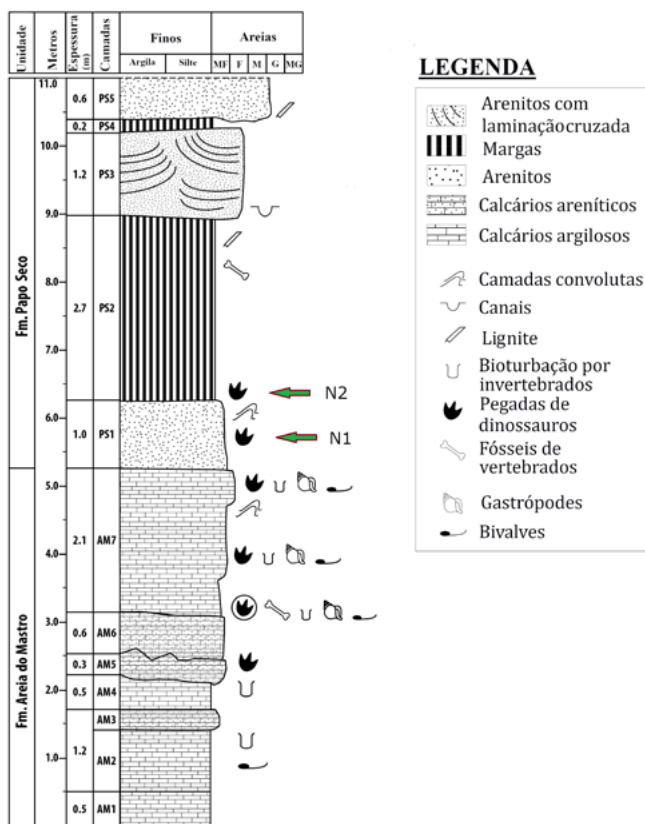 Unidade
Metros
Espessura
(m)
Camadas
Finos
Areias
Argila
Silte
MF
F
M
G
MG
Fm. Papo Seco
Fm. Areia do Mastro
11.0
10.0
9.0
8.0
7.0
6.0
5.0
4.0
3.0
2.0
1.0
0.6
PS5
0.2
PS4
1.2
PS3
2.7
PS2
1.0
PS1
2.1
AM7
0.6
AM6
0.3
AM5
0.5
AM4
AM3
1.2
AM2
0.5
AM1
N2
N1
LEGENDA
Arenitos com
laminaçãocruzada
Margas
Arenitos
Calcários areníticos
Calcários argilosos
Camadas convolutas
Canais
Lignite
Bioturbação por
invertebrados
Pegadas de
dinossauros
Fósseis de
vertebrados
Gastrópodes
Bivalves